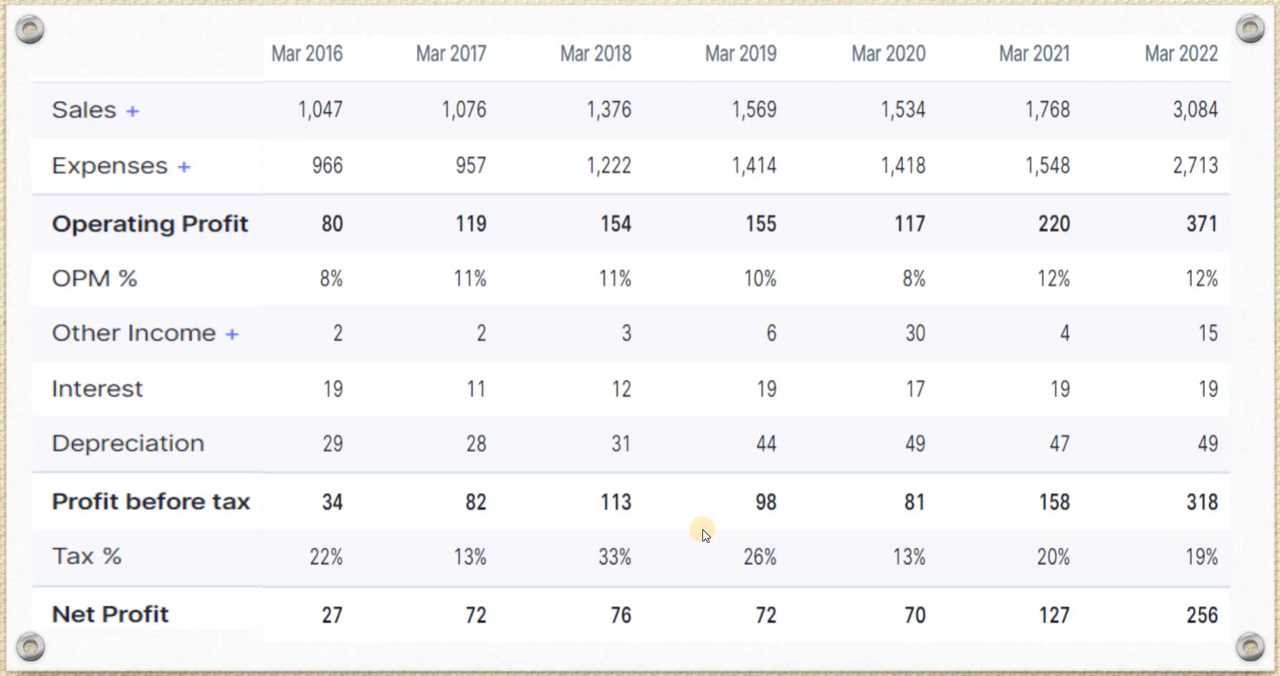 Mar 2016 Mar 2017 Mar 2018 Mar 2019 Mar 2020 Mar 2021 Mar 2022
Sales + 1,047 1,076 1,376 1,569 1,534 1,768 3,084
Expenses + 966 957 1,222 1,414 1,418 1,548 2,713
Operating Profit 80 119 154 155 117 220 371
OPM % 8% 11% 11% 10% 8% 12% 12%
Other Income + 2 2 3 6 30 4 15
Interest 19 11 12 19 17 19 19
Depreciation 29 28 31 44 49 47 49
Profit before tax 34 82 113 98 81 158 318
Tax % 22% 13% 33% 26% 13% 20% 19%
Net Profit 27 72 76 72 70 127 256